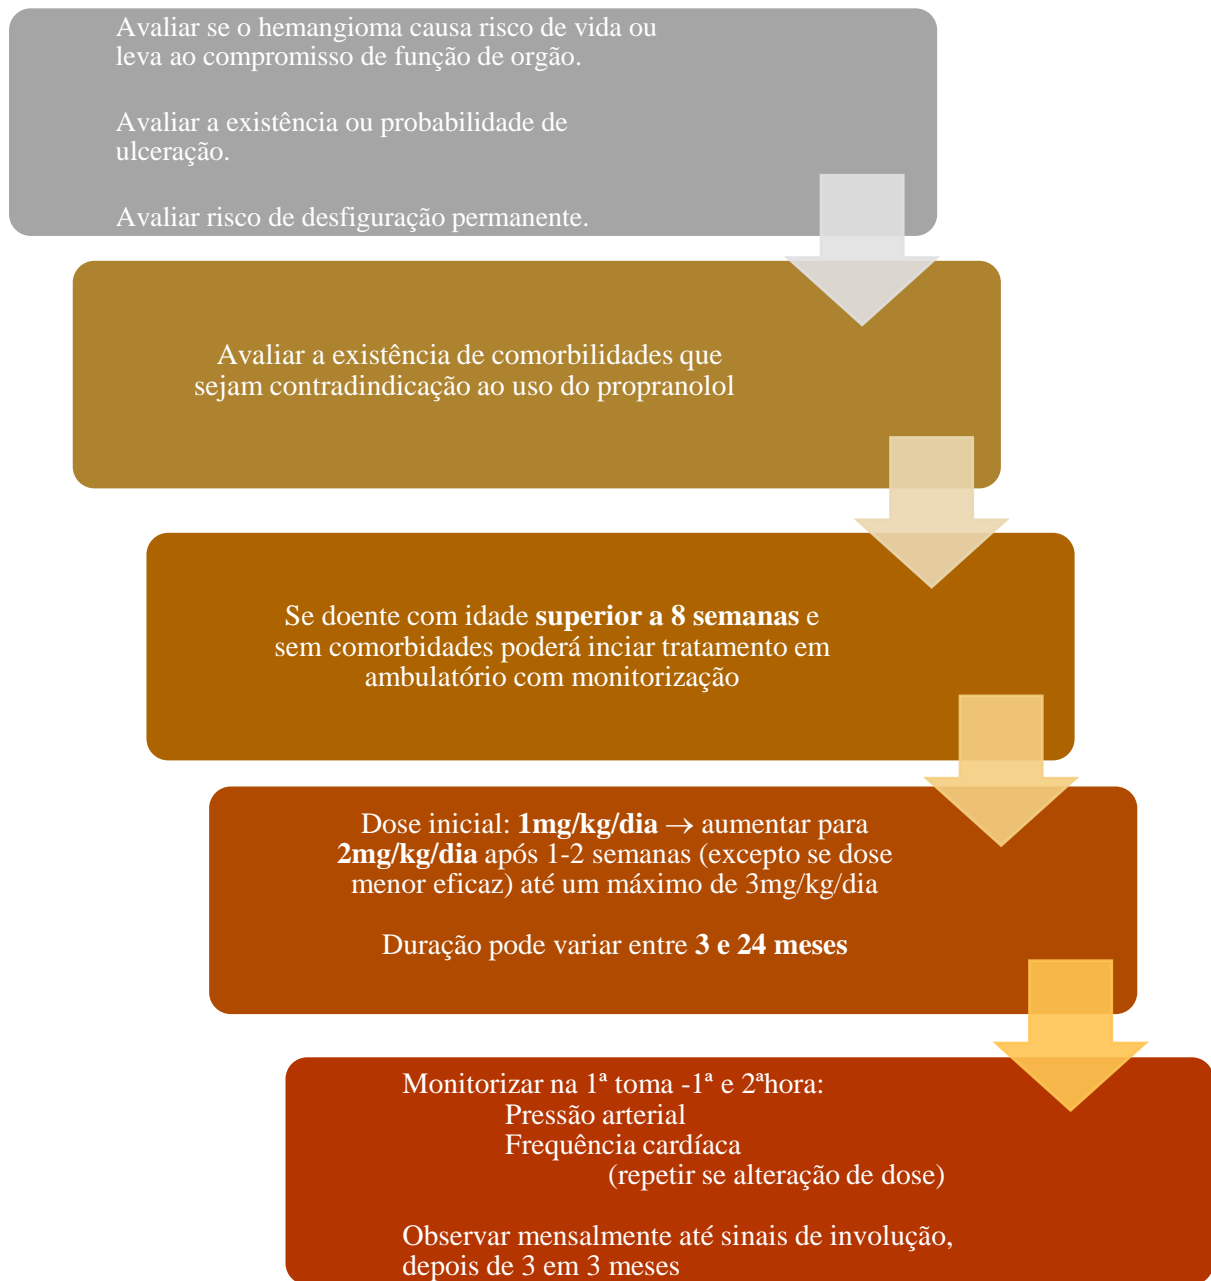 Avaliar se o hemangioma causa risco de vida ou
leva ao compromisso de função de orgão.
Avaliar a existência ou probabilidade de
ulceração.
Avaliar risco de desfiguração permanente.
Avaliar a existência de comorbilidades que
sejam contradindicação ao uso do propranolol
Se doente com idade superior a 8 semanas e
sem comorbidades poderá inciar tratamento em
ambulatório com monitorização
Dose inicial: 1mg/kg/dia → aumentar para
2mg/kg/dia após 1-2 semanas (excepto se dose
menor eficaz) até um máximo de 3mg/kg/dia
Duração pode variar entre 3 e 24 meses
Monitorizar na 1ª toma -1ª e 2ªhora:
Pressão arterial
Frequência cardíaca
(repetir se alteração de dose)
Observar mensalmente até sinais de involução,
depois de 3 em 3 meses